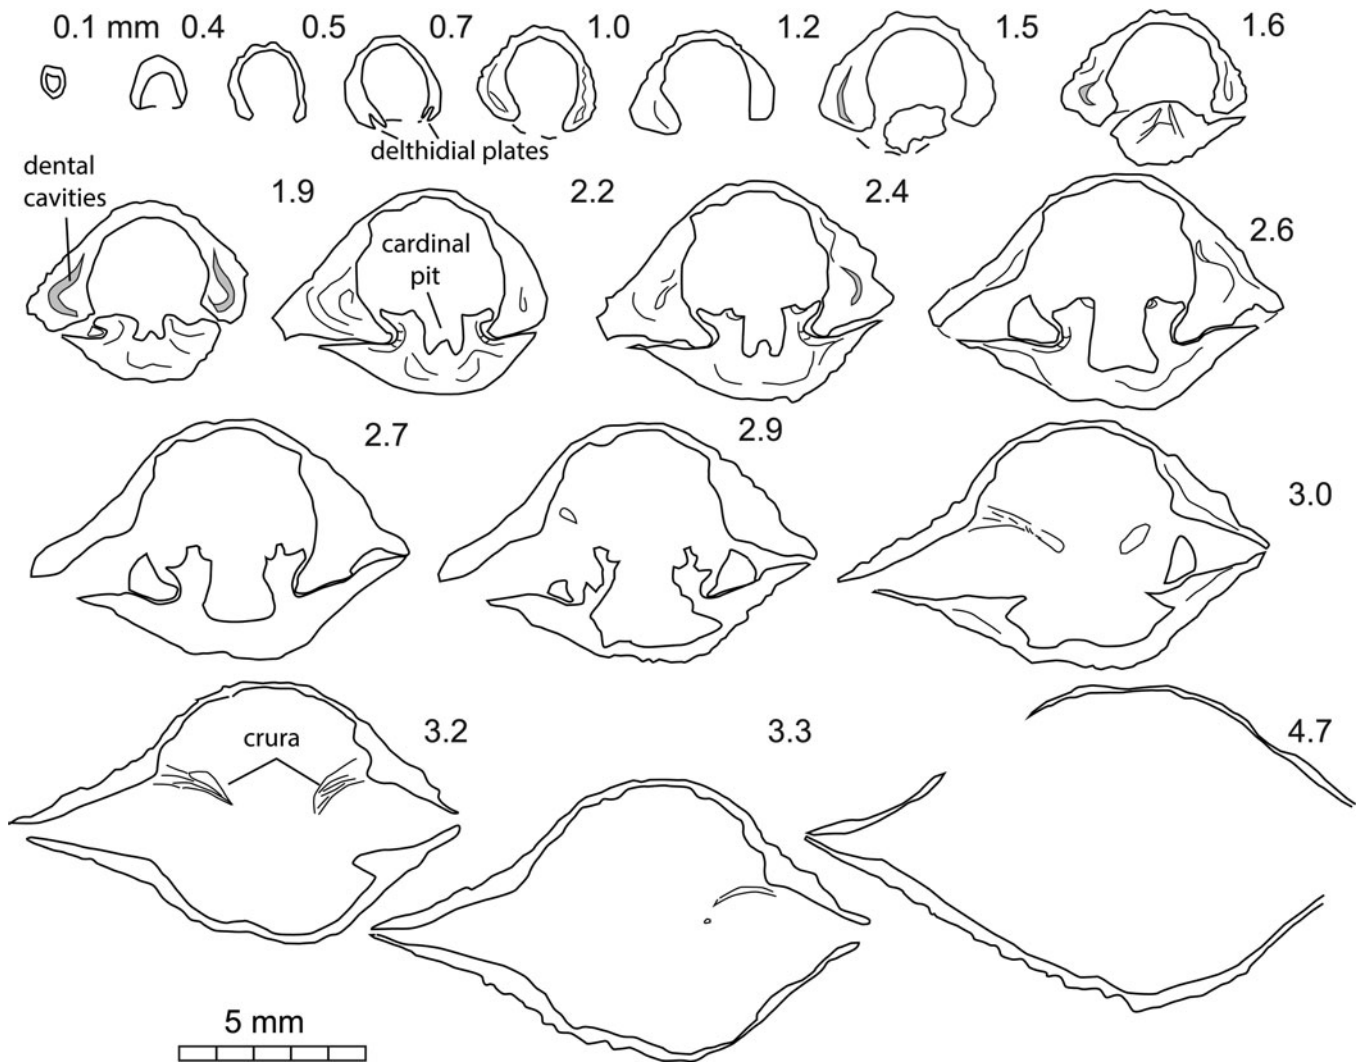 0.1 mm 0.4 0.5 0.7 1.0 1.2 1.5 1.6
delthidial plates
dental
cavities
1.9 2.2 2.4 2.6
cardinal
pit
2.7 2.9 3.0
crura
3.2 3.3 4.7
5 mm